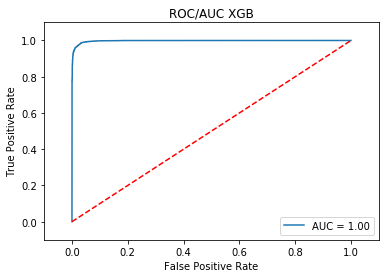 ROC/AUC XGB
True Positive Rate
1.0
0.8
0.6
0.4
0.2
0.0
AUC = 1.00
0.0 0.2 0.4 0.6 0.8 1.0
False Positive Rate